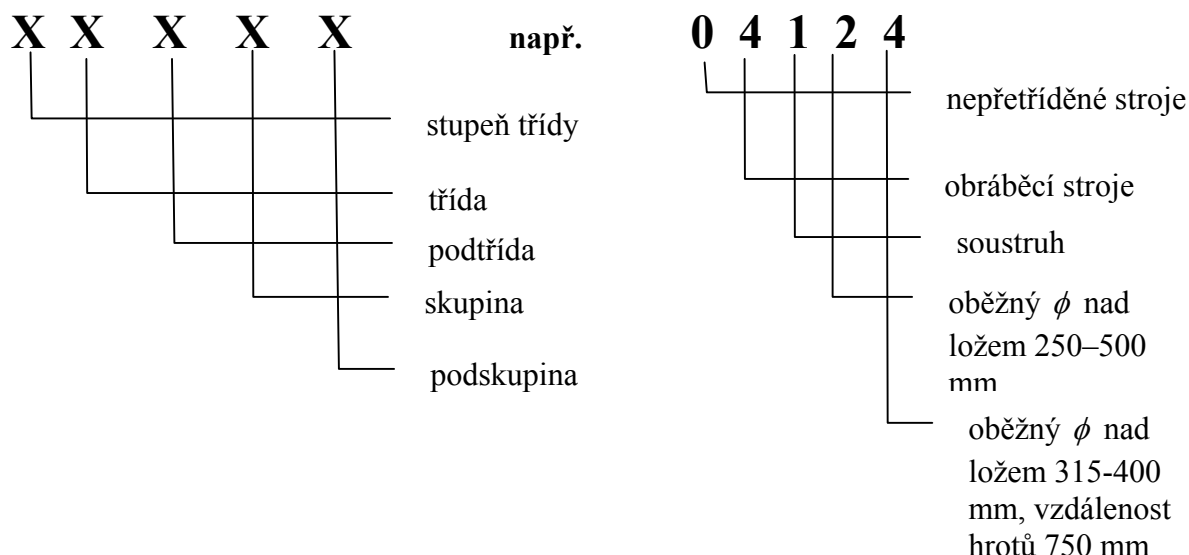 X X X X X
např.
0 4 1 2 4
stupeň třídy
třída
podtřída
skupina
podskupina
nepřetříděné stroje
obráběcí stroje
soustruh
oběžný ϕ nad
ložem 250–500
mm
oběžný ϕ nad
ložem 315-400
mm, vzdálenost
hrotů 750 mm